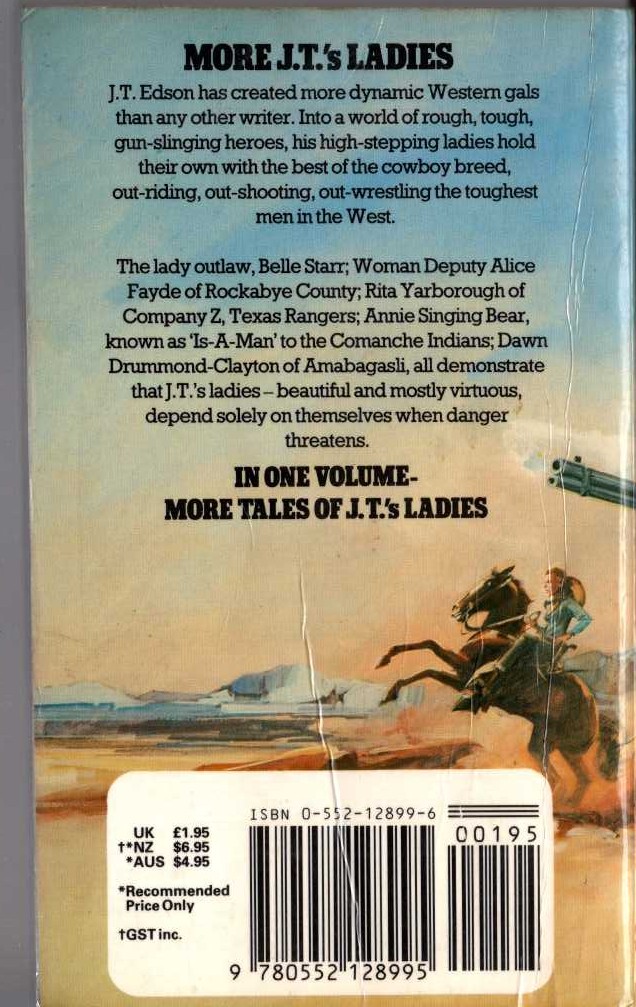 MORE J.T.'s LADIES
J.T. Edson has created more dynamic Western gals
than any other writer. Into a world of rough, tough,
gun-slinging heroes, his high-stepping ladies hold
their own with the best of the cowboy breed,
out-riding, out-shooting, out-wrestling the toughest
men in the West.
The lady outlaw, Belle Starr; Woman Deputy Alice
Fayde of Rockabye County; Rita Yarborough of
Company Z, Texas Rangers; Annie Singing Bear,
known as 'Is-A-Man' to the Comanche Indians; Dawn
Drummond-Clayton of Amabagasli, all demonstrate
that J.T.'s ladies – beautiful and mostly virtuous,
depend solely on themselves when danger
threatens.
IN ONE VOLUME-
MORE TALES OF J.T.'s LADIES
UK £1.95
†*NZ $6.95
*AUS $4.95
*Recommended
Price Only
†GST inc.
ISBN 0-552-12899-6
00195
9 780552 128995